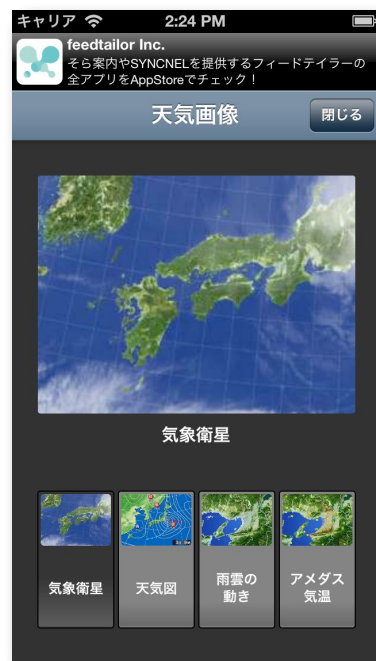 キャリア 2:24 PM
feedtailor Inc.
そら案内やSYNCNELを提供するフィードテイラーの
全アプリをAppStoreでチェック！
天気画像 閉じる
気象衛星
気象衛星 天気図 雨雲の動き アメダス気温